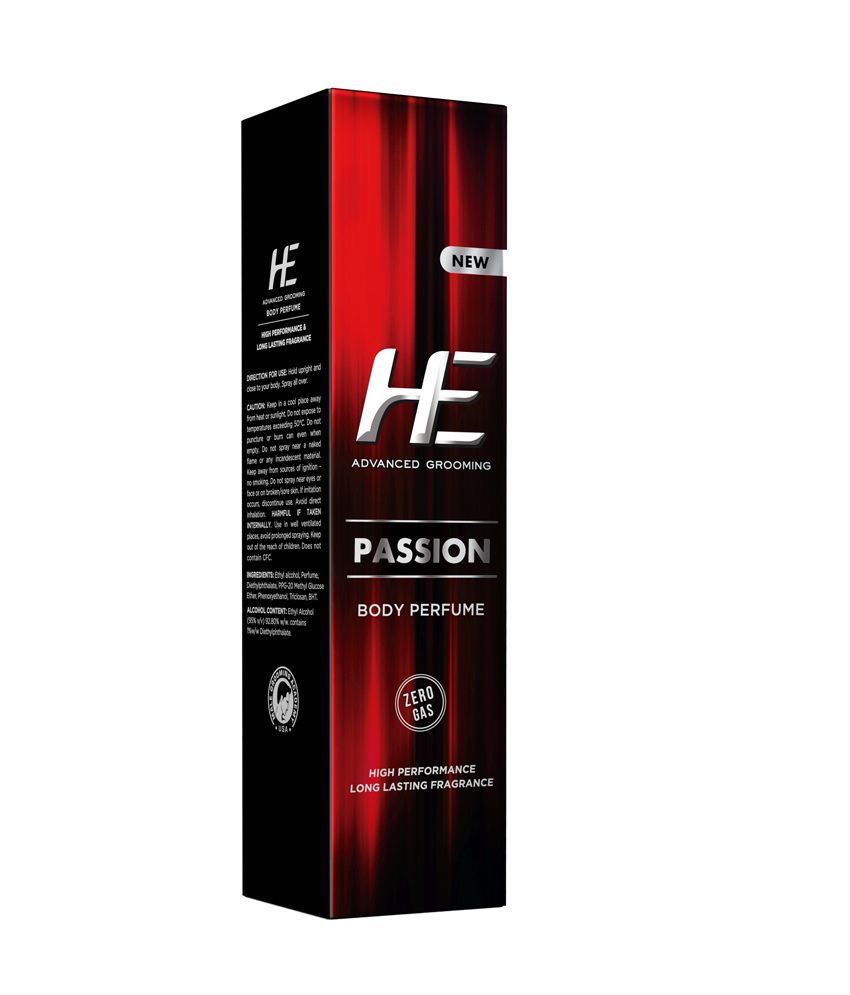 HE
ADVANCED GROOMING
BODY PERFUME
HIGH PERFORMANCE &
LONG LASTING FRAGRANCE
DIRECTION FOR USE: Hold upright and
close to your body. Spray all over.
CAUTION: Keep in a cool place away
from heat or sunlight. Do not expose to
temperatures exceeding 50°C. Do not
puncture or burn can even when
empty. Do not spray near a naked
flame or any incandescent material.
Keep away from sources of ignition –
no smoking. Do not spray near eyes or
face or on broken/sore skin. If irritation
occurs, discontinue use. Avoid direct
inhalation. HARMFUL IF TAKEN
INTERNALLY. Use in well ventilated
places, avoid prolonged spraying. Keep
out of the reach of children. Does not
contain CFC.
INGREDIENTS: Ethyl alcohol, Perfume,
Diethylphthalate, PPG-20 Methyl Glucose
Ether, Phenoxyethanol, Triclosan, BHT.
ALCOHOL CONTENT: Ethyl Alcohol
(95% v/v) 92.80% w/w. contains
1%w/w Diethylphthalate.
MALE GROOMING ACADEMY
USA
NEW
HE
ADVANCED GROOMING
PASSION
BODY PERFUME
ZERO
GAS
HIGH PERFORMANCE
LONG LASTING FRAGRANCE